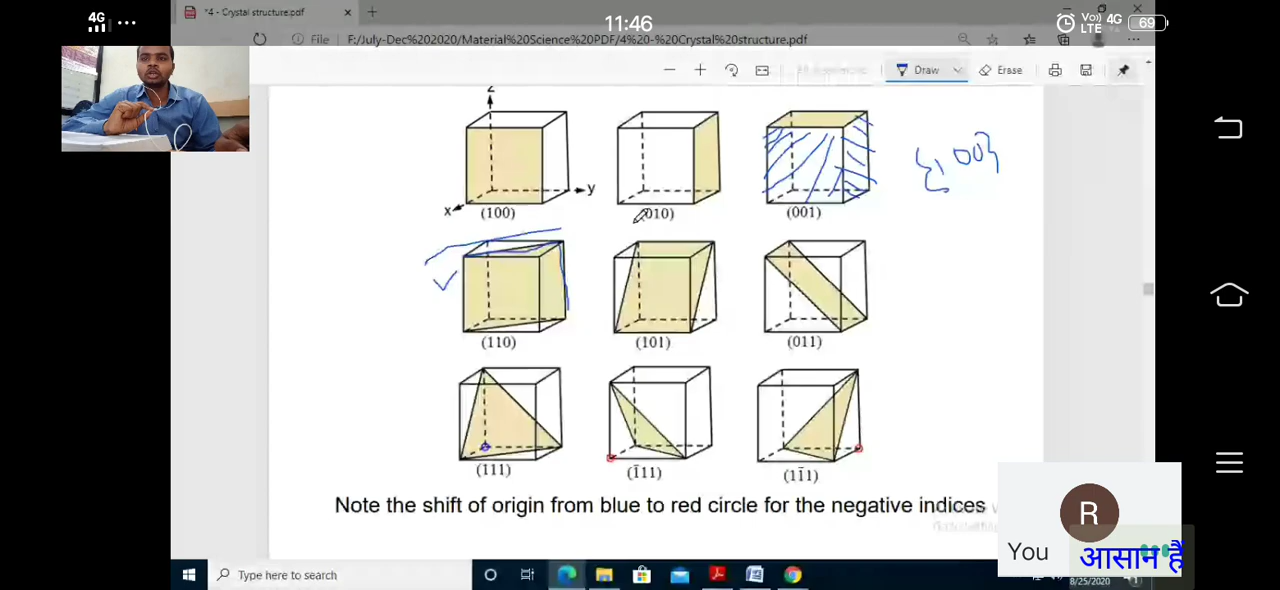 4G ... 11:46 Vo) LTE 4G 69
*4 - Crystal structure.pdf
File F:/July-Dec%202020/Material%20Science%20PDF/4%20-%20Crystal%20structure.pdf
Draw Erase
z
y
x
(100) (010) (001)
{100}
(110) (101) (011)
(111) (1̅11) (11̅1)
Note the shift of origin from blue to red circle for the negative indices
R
You
आसान हैं
Type here to search
8/25/2020